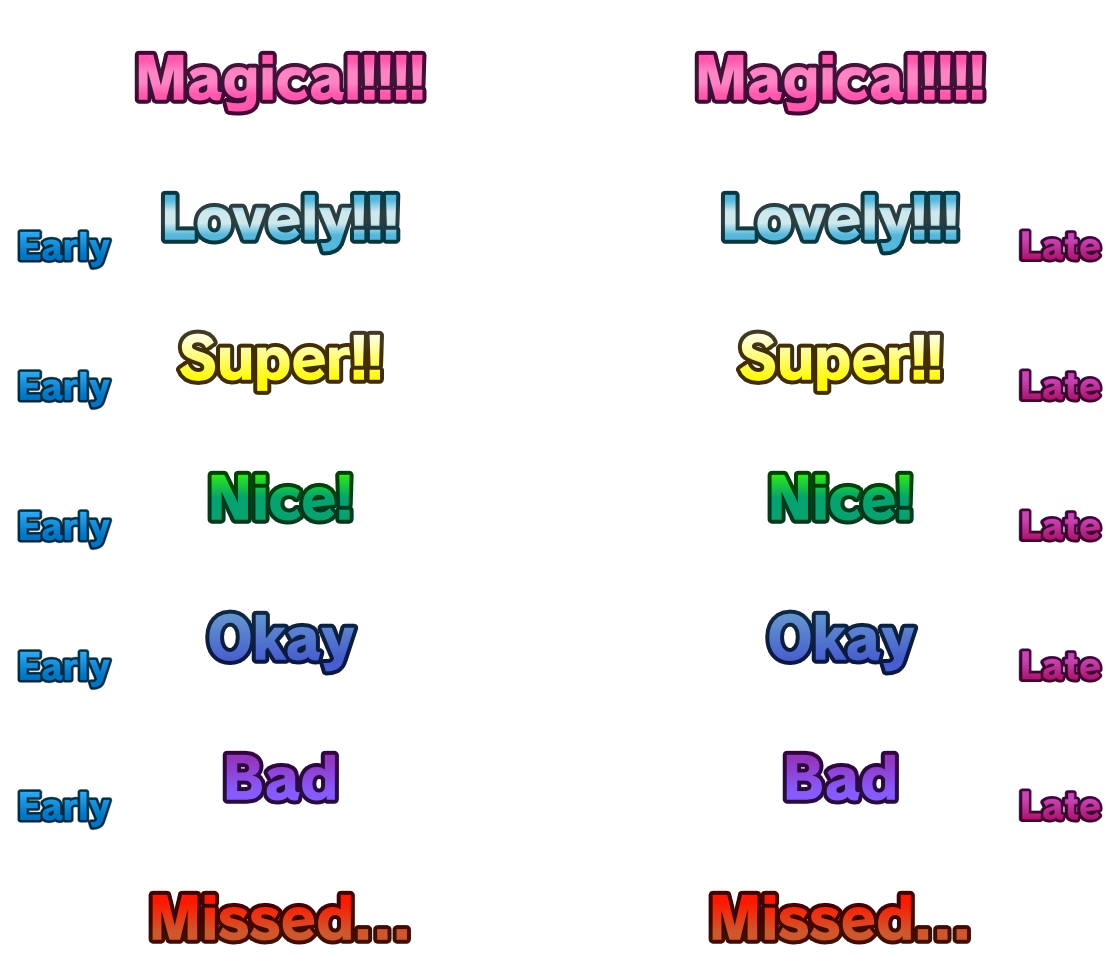 Magical!!!! Magical!!!!
Early Lovely!!! Lovely!!! Late
Early Super!! Super!! Late
Early Nice! Nice! Late
Early Okay Okay Late
Early Bad Bad Late
Missed... Missed...